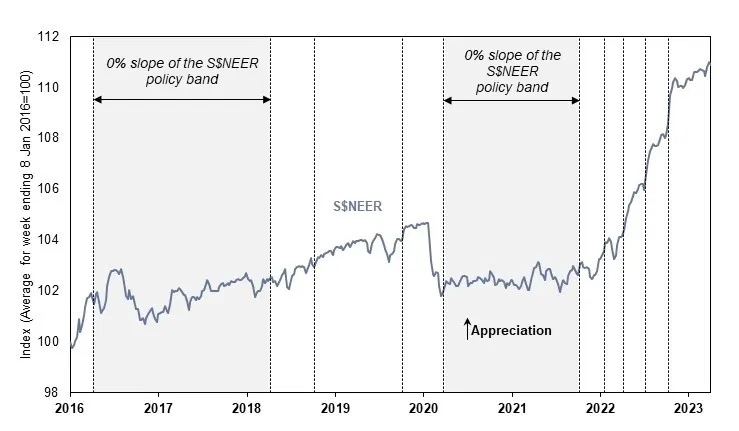 Index (Average for week ending 8 Jan 2016=100)
112
110
108
106
104
102
100
98
0% slope of the S$NEER
policy band
0% slope of the
S$NEER
policy band
S$NEER
Appreciation
2016
2017
2018
2019
2020
2021
2022
2023